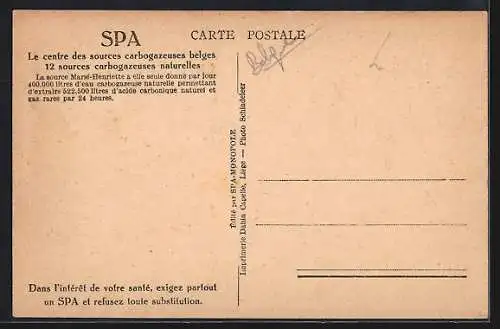 SPA
CARTE POSTALE
Belgique
Le centre des sources carbogazeuses belges
12 sources carbogazeuses naturelles
La source Marie-Henriette à elle seule donne par jour
400.000 litres d'eau carbogazeuse naturelle permettant
d'extraire 522.500 litres d'acide carbonique naturel et
gaz rares par 24 heures.
Edité par SPA-MONOPOLE
Imprimerie Dahin Capelle, Liège — Photo Schindeleer
Dans l'intérêt de votre santé, exigez partout
un SPA et refusez toute substitution.